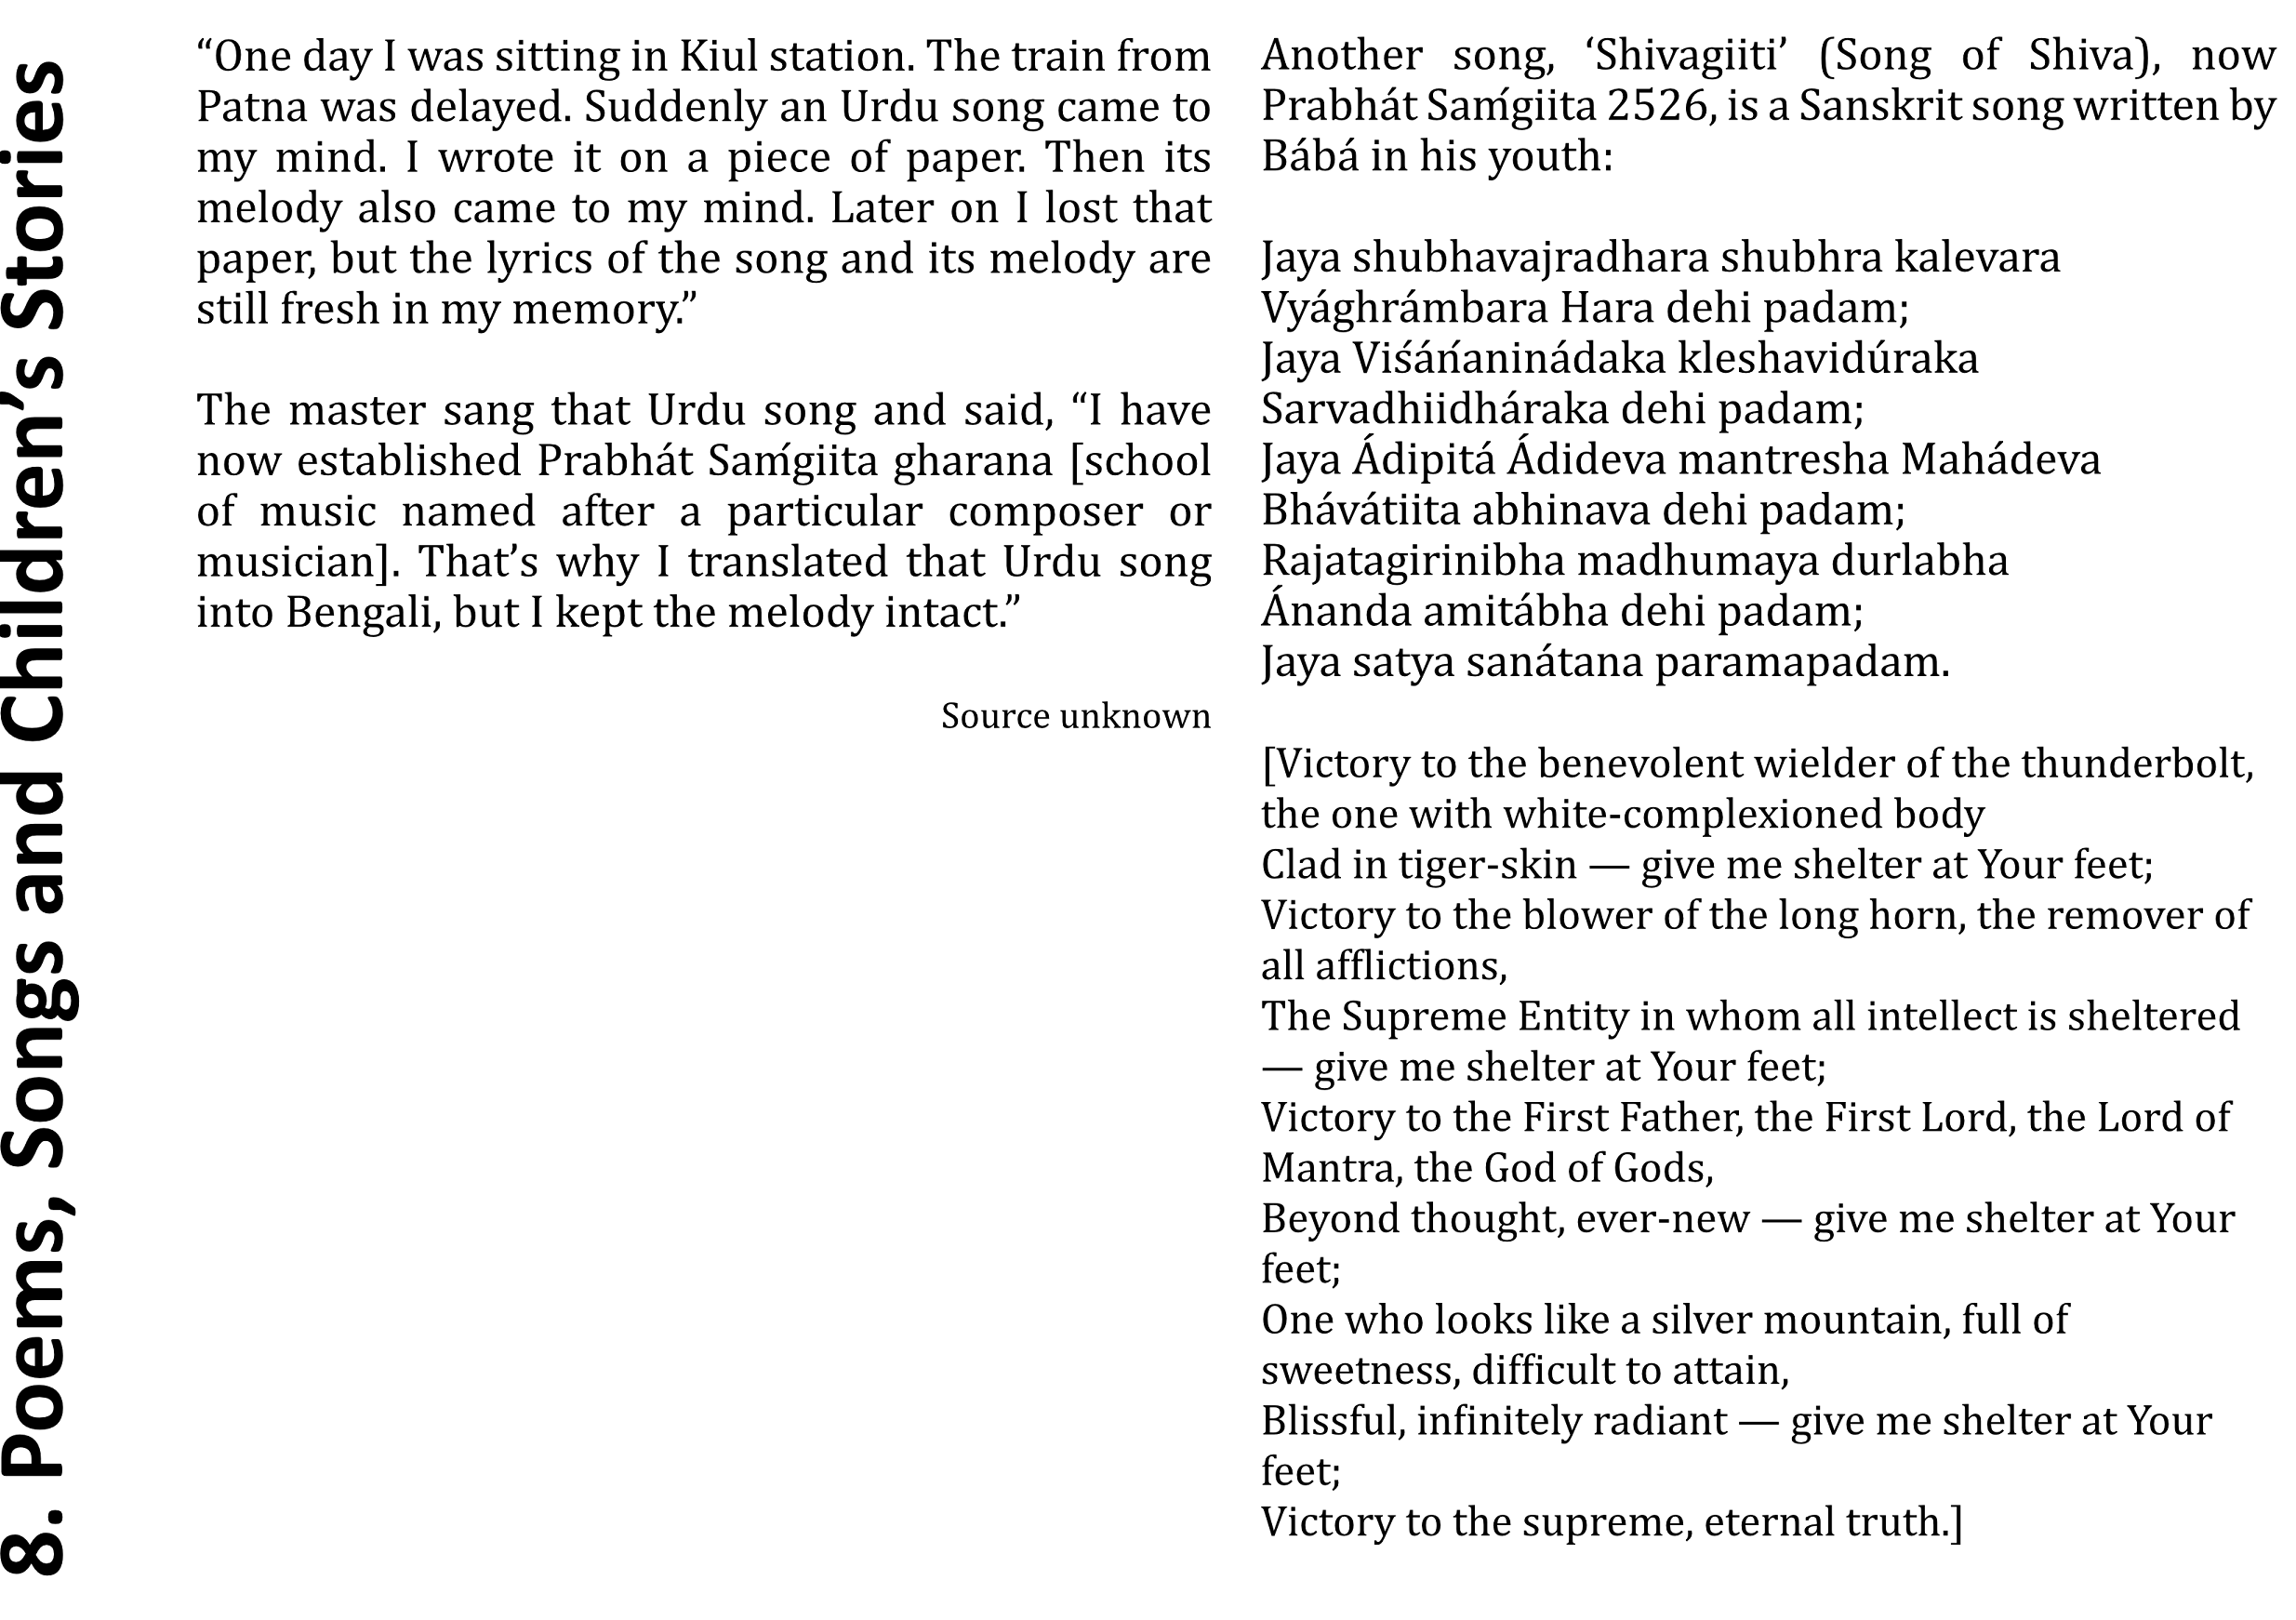 8. Poems, Songs and Children’s Stories
“One day I was sitting in Kiul station. The train from
Patna was delayed. Suddenly an Urdu song came to
my mind. I wrote it on a piece of paper. Then its
melody also came to my mind. Later on I lost that
paper, but the lyrics of the song and its melody are
still fresh in my memory.”
The master sang that Urdu song and said, “I have
now established Prabhát Saḿgiita gharana [school
of music named after a particular composer or
musician]. That’s why I translated that Urdu song
into Bengali, but I kept the melody intact.”
Source unknown
Another song, ‘Shivagiiti’ (Song of Shiva), now
Prabhát Saḿgiita 2526, is a Sanskrit song written by
Bábá in his youth:
Jaya shubhavajradhara shubhra kalevara
Vyághrámbara Hara dehi padam;
Jaya Viśáńaninádaka kleshavidúraka
Sarvadhiidháraka dehi padam;
Jaya Ádipitá Ádideva mantresha Mahádeva
Bhávátiita abhinava dehi padam;
Rajatagirinibha madhumaya durlabha
Ánanda amitábha dehi padam;
Jaya satya sanátana paramapadam.
[Victory to the benevolent wielder of the thunderbolt,
the one with white-complexioned body
Clad in tiger-skin — give me shelter at Your feet;
Victory to the blower of the long horn, the remover of
all afflictions,
The Supreme Entity in whom all intellect is sheltered
— give me shelter at Your feet;
Victory to the First Father, the First Lord, the Lord of
Mantra, the God of Gods,
Beyond thought, ever-new — give me shelter at Your
feet;
One who looks like a silver mountain, full of
sweetness, difficult to attain,
Blissful, infinitely radiant — give me shelter at Your
feet;
Victory to the supreme, eternal truth.]